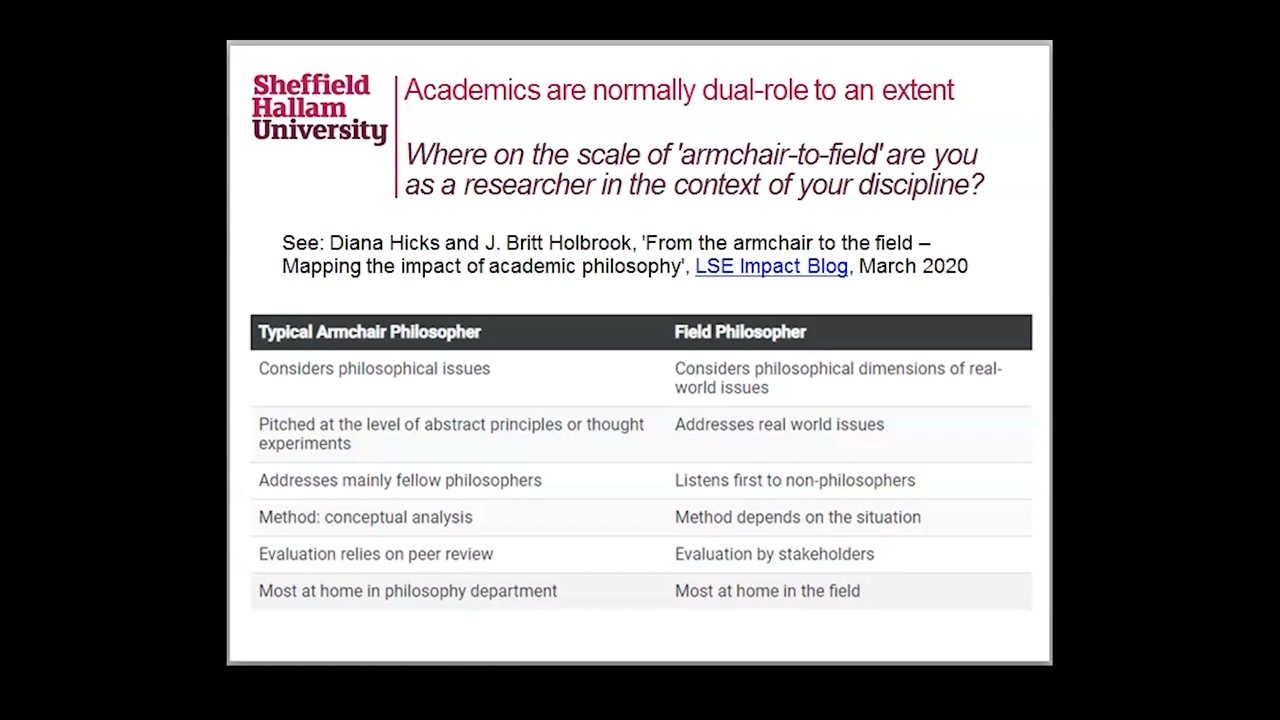 Sheffield
Hallam
University
Academics are normally dual-role to an extent
Where on the scale of 'armchair-to-field' are you
as a researcher in the context of your discipline?
See: Diana Hicks and J. Britt Holbrook, 'From the armchair to the field –
Mapping the impact of academic philosophy', LSE Impact Blog, March 2020
Typical Armchair Philosopher
Field Philosopher
Considers philosophical issues
Considers philosophical dimensions of real-
world issues
Pitched at the level of abstract principles or thought
experiments
Addresses real world issues
Addresses mainly fellow philosophers
Listens first to non-philosophers
Method: conceptual analysis
Method depends on the situation
Evaluation relies on peer review
Evaluation by stakeholders
Most at home in philosophy department
Most at home in the field